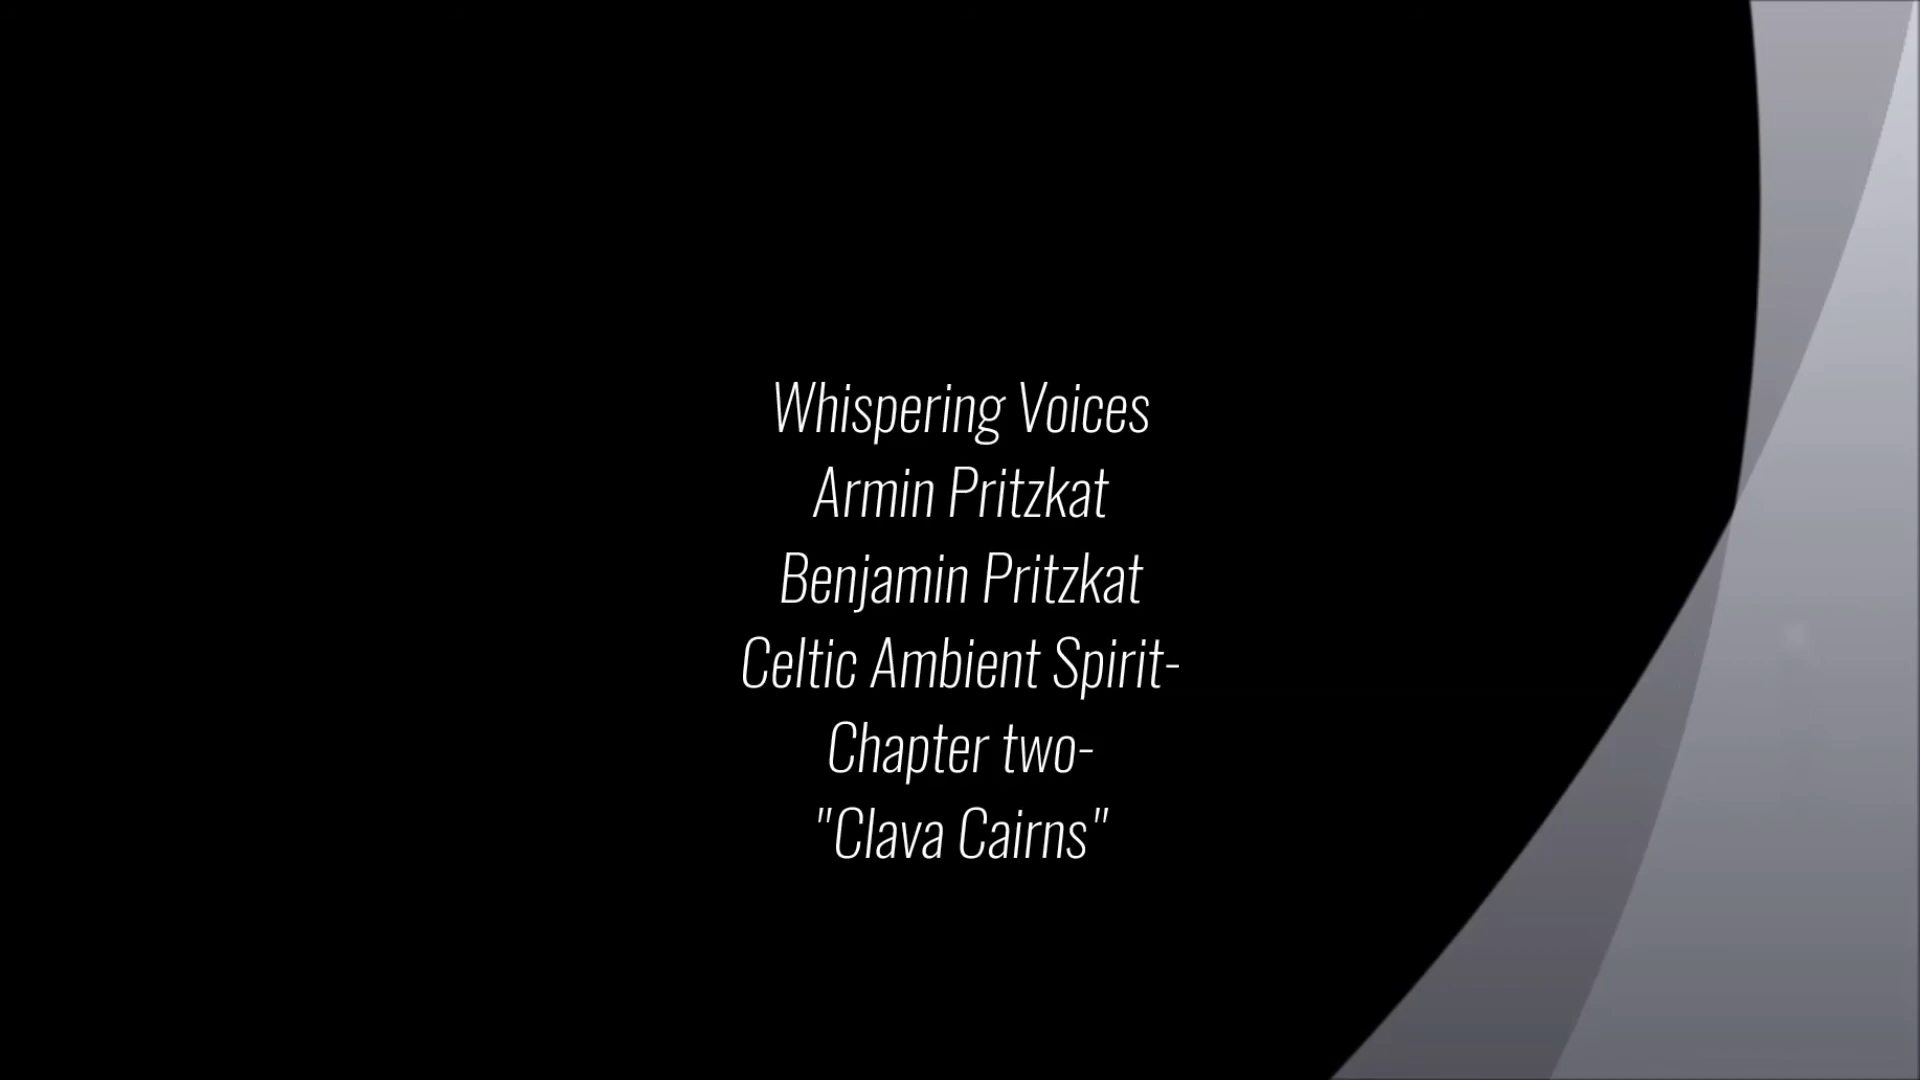 Whispering Voices
Armin Pritzkat
Benjamin Pritzkat
Celtic Ambient Spirit-
Chapter two-
"Clava Cairns"